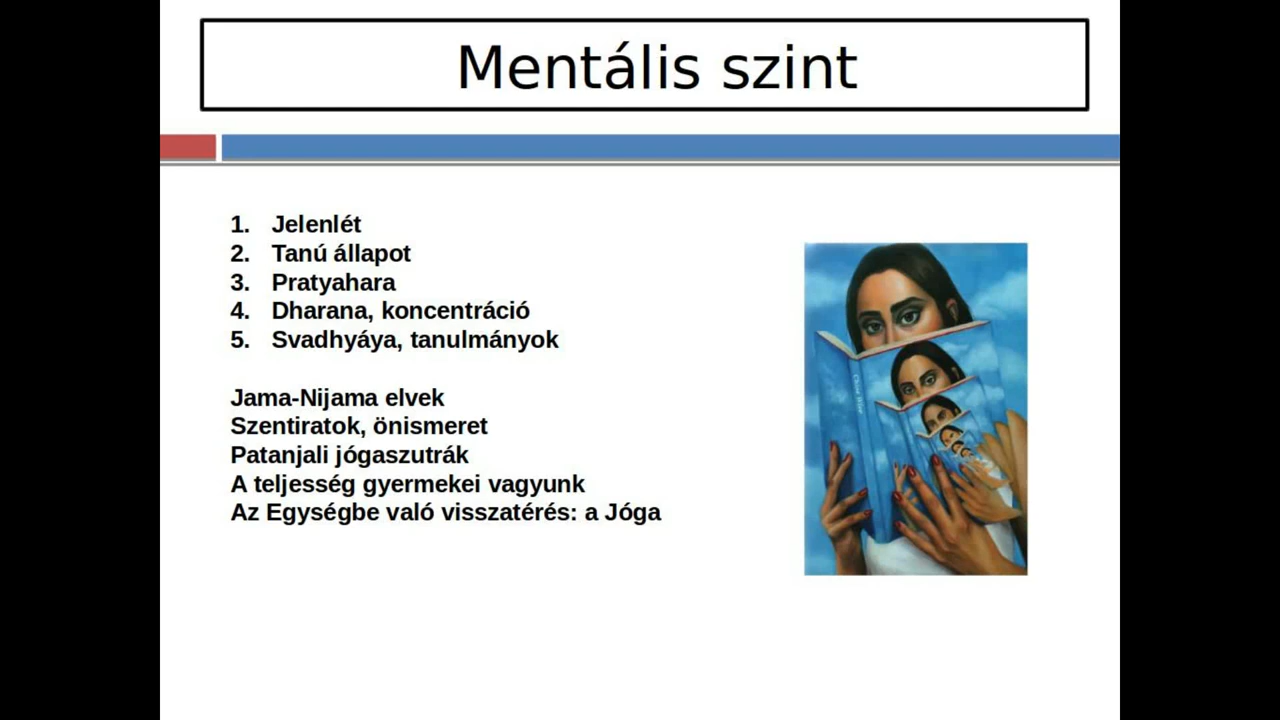 Mentális szint
1. Jelenlét
2. Tanú állapot
3. Pratyahara
4. Dharana, koncentráció
5. Svadhyáya, tanulmányok
Jama-Nijama elvek
Szentiratok, önismeret
Patanjali jógaszutrák
A teljesség gyermekei vagyunk
Az Egységbe való visszatérés: a Jóga